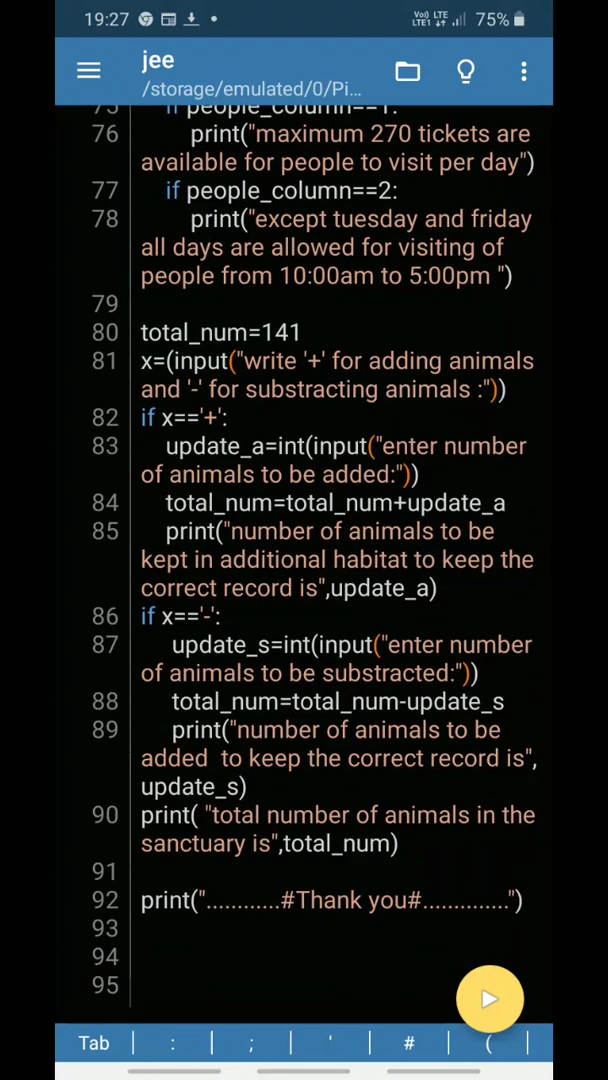 19:27
Vo) LTE
LTE1
75%
jee
/storage/emulated/0/Pi...
75 if people_column==1:
76 print("maximum 270 tickets are
available for people to visit per day")
77 if people_column==2:
78 print("except tuesday and friday
all days are allowed for visiting of
people from 10:00am to 5:00pm ")
79
80 total_num=141
81 x=(input("write '+' for adding animals
and '-' for substracting animals :"))
82 if x=='+':
83 update_a=int(input("enter number
of animals to be added:"))
84 total_num=total_num+update_a
85 print("number of animals to be
kept in additional habitat to keep the
correct record is",update_a)
86 if x=='-':
87 update_s=int(input("enter number
of animals to be substracted:"))
88 total_num=total_num-update_s
89 print("number of animals to be
added  to keep the correct record is",
update_s)
90 print( "total number of animals in the
sanctuary is",total_num)
91
92 print("............#Thank you#..............")
93
94
95
Tab : ; ' # (